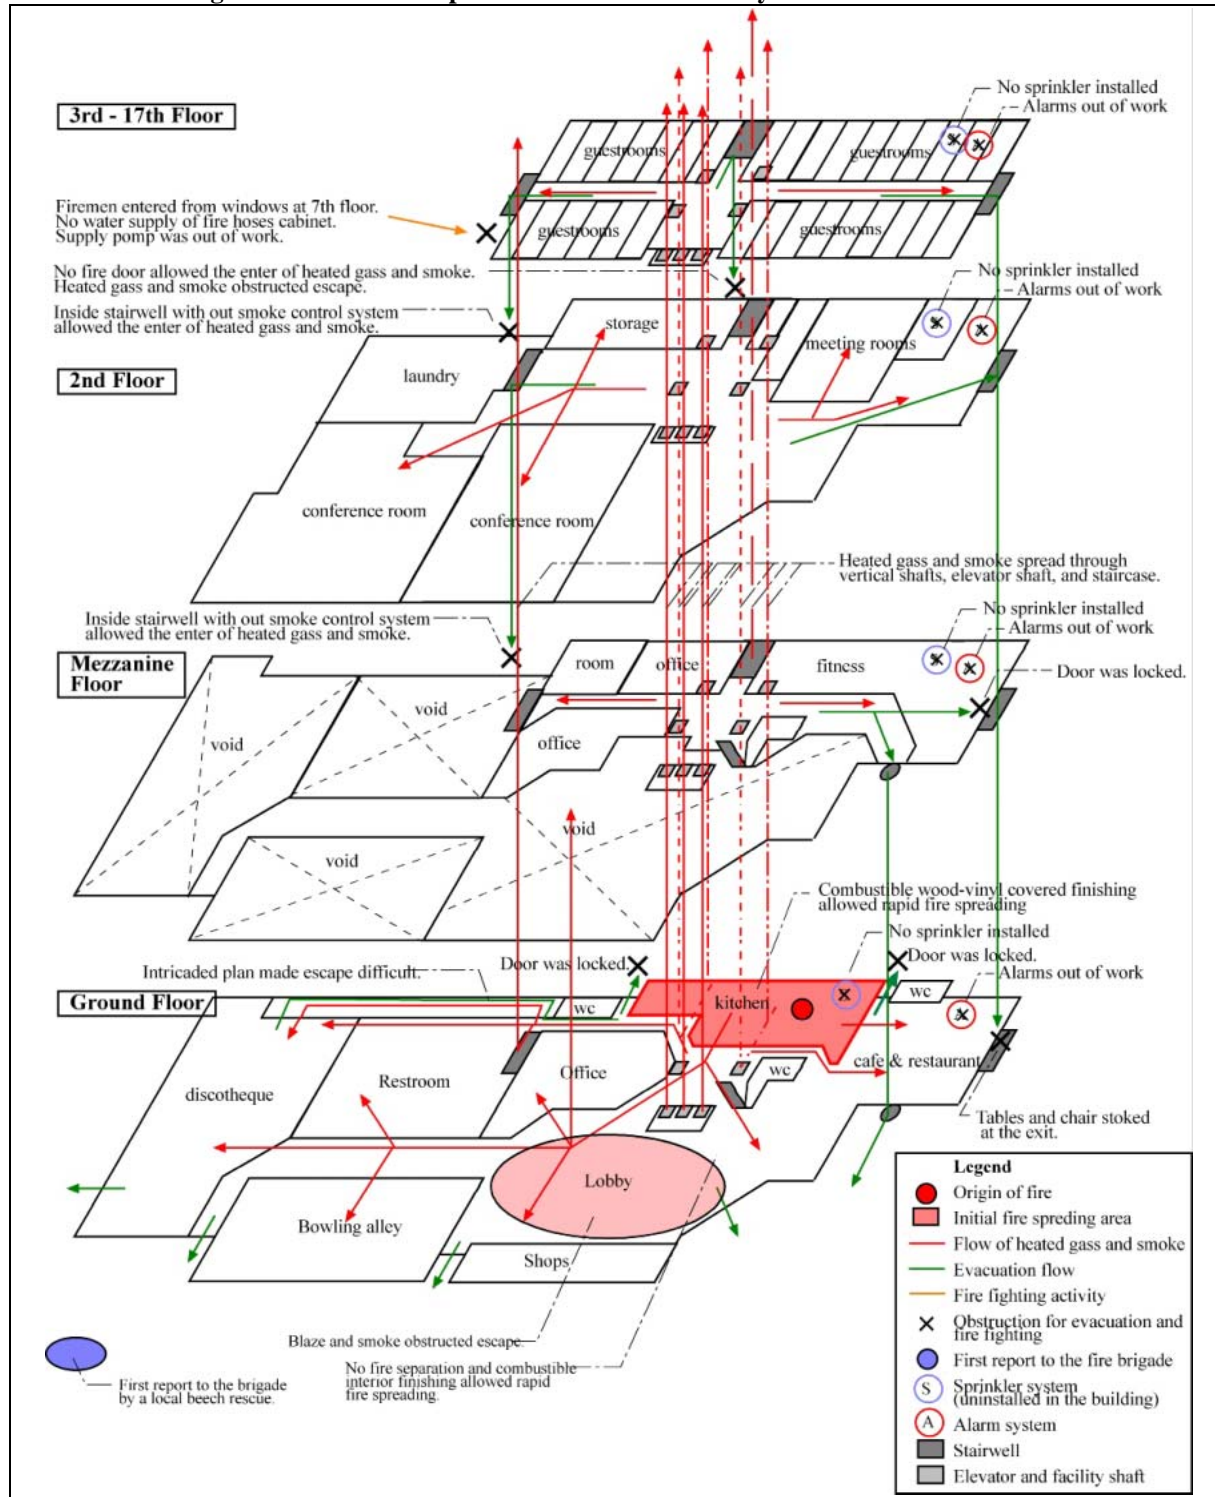 No sprinkler installed
Alarms out of work
3rd - 17th Floor
guestrooms
guestrooms
Firemen entered from windows at 7th floor.
No water supply of fire hoses cabinet.
Supply pomp was out of work.
guestrooms
guestrooms
No fire door allowed the enter of heated gass and smoke.
Heated gass and smoke obstructed escape.
No sprinkler installed
Alarms out of work
Inside stairwell with out smoke control system
allowed the enter of heated gass and smoke.
storage
meeting rooms
2nd Floor
laundry
conference room
conference room
Heated gass and smoke spread through
vertical shafts, elevator shaft, and staircase.
Inside stairwell with out smoke control system
allowed the enter of heated gass and smoke.
No sprinkler installed
Alarms out of work
Mezzanine
Floor
room
office
fitness
Door was locked.
void
void
office
void
void
Combustible wood-vinyl covered finishing
allowed rapid fire spreading
No sprinkler installed
Door was locked.
Door was locked.
Intricaded plan made escape difficult.
Alarms out of work
Ground Floor
wc
kitchen
wc
discotheque
Restroom
Office
wc
cafe & restaurant
Tables and chair stoked
at the exit.
Lobby
Bowling alley
Shops
Blaze and smoke obstructed escape.
No fire separation and combustible
interior finishing allowed rapid
fire spreading.
First report to the brigade
by a local beech rescue.
Legend
Origin of fire
Initial fire spreding area
Flow of heated gass and smoke
Evacuation flow
Fire fighting activity
Obstruction for evacuation and
fire fighting
First report to the fire brigade
S Sprinkler system
(uninstalled in the building)
A Alarm system
Stairwell
Elevator and facility shaft